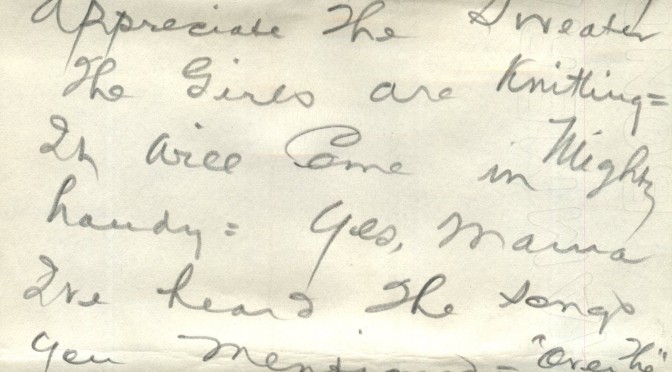 Appreciate The Sweater
The Girls are Knitting=
It will Come in Mighty
handy= Yes, Mama
I've heard The songs
you mentioned - "over The"